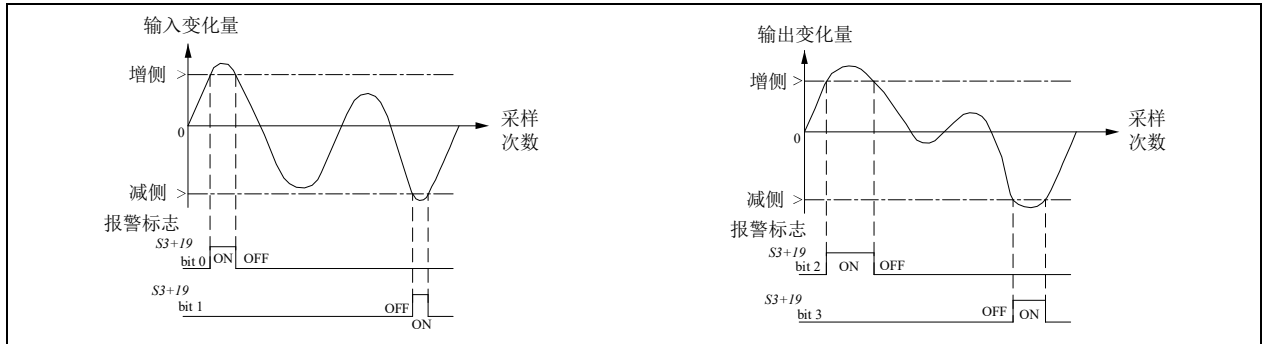 输入变化量
增侧 >
0
采样
次数
减侧 >
报警标志
S3+19
bit 0
ON
OFF
S3+19
bit 1
OFF
ON
输出变化量
增侧 >
0
采样
次数
减侧 >
报警标志
S3+19
bit 2
ON
OFF
S3+19
bit 3
OFF
ON